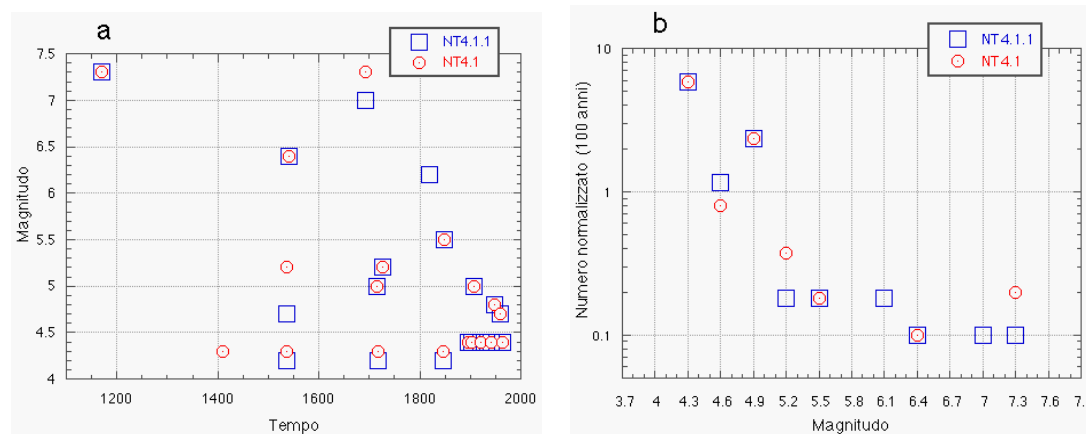 a
NT4.1.1
NT4.1
Magnitudo
7.5
7
6.5
6
5.5
5
4.5
4
1200 1400 1600 1800 2000
Tempo
b
NT4.1.1
NT4.1
Numero normalizzato (100 anni)
10
1
0.1
3.7 4 4.3 4.6 4.9 5.2 5.5 5.8 6.1 6.4 6.7 7 7.3 7.
Magnitudo